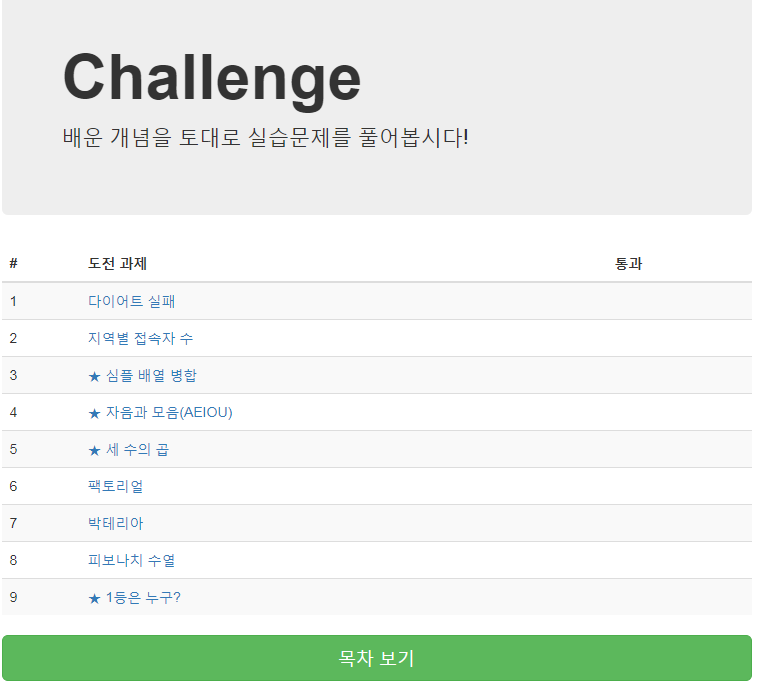 Challenge
배운 개념을 토대로 실습문제를 풀어봅시다!
# 도전 과제 통과
1 다이어트 실패
2 지역별 접속자 수
3 ★ 심플 배열 병합
4 ★ 자음과 모음(AEIOU)
5 ★ 세 수의 곱
6 팩토리얼
7 박테리아
8 피보나치 수열
9 ★ 1등은 누구?
목차 보기